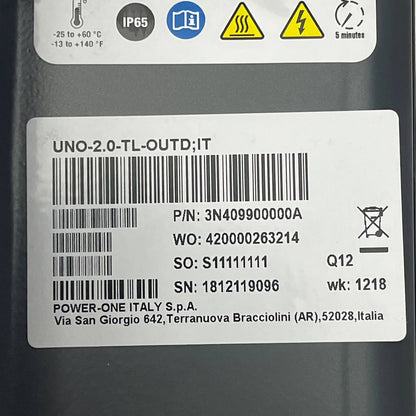 -25 to +60 °C
-13 to +140 °F
IP65
5 minutes
UNO-2.0-TL-OUTD;IT
P/N: 3N409900000A
WO: 420000263214
SO: S11111111
Q12
SN: 1812119096
wk: 1218
POWER-ONE ITALY S.p.A.
Via San Giorgio 642,Terranuova Bracciolini (AR),52028,Italia